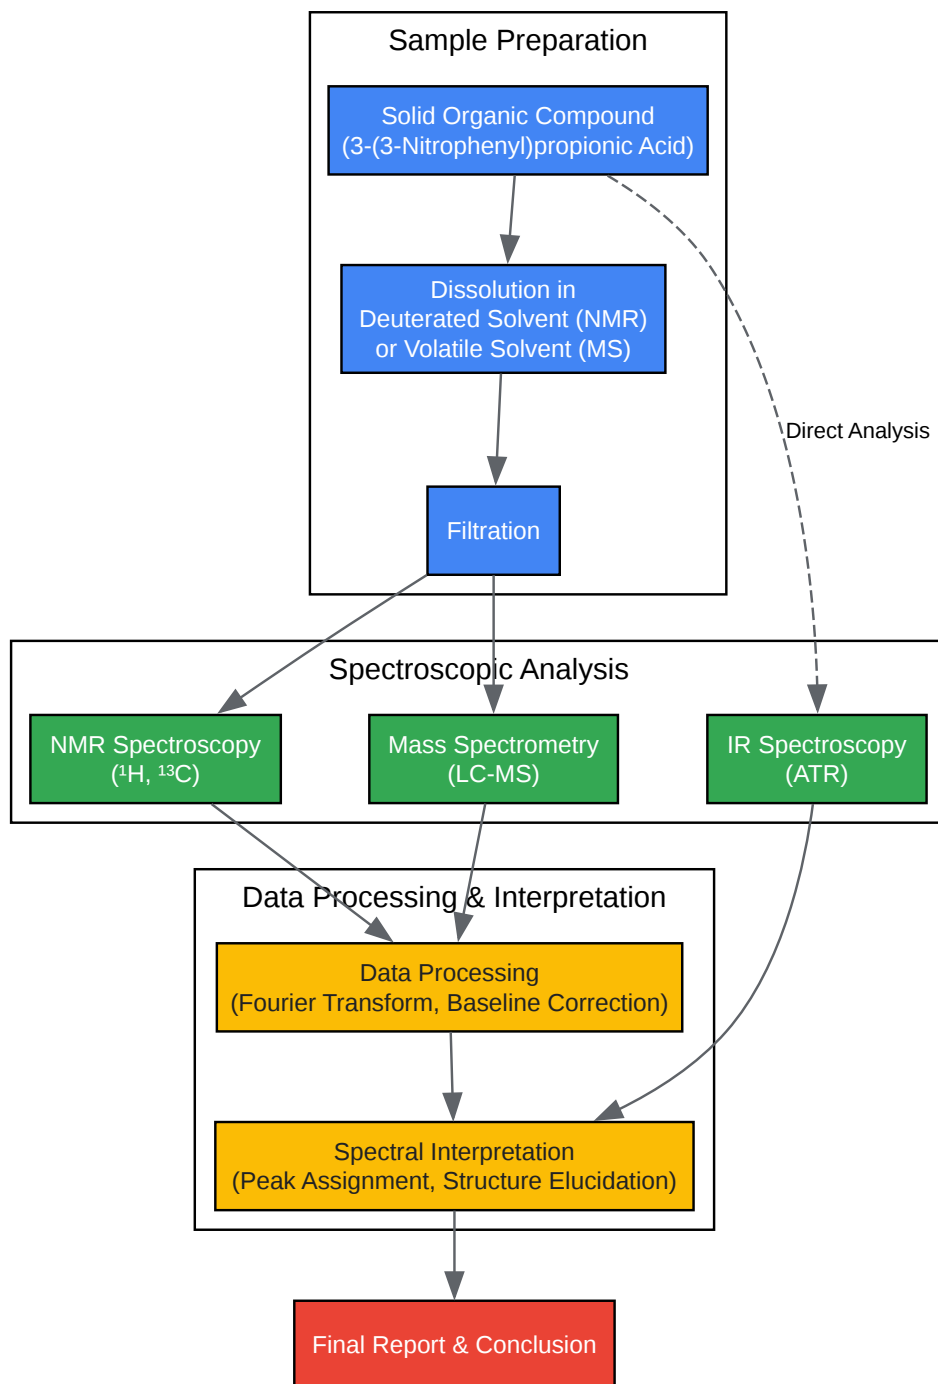 Sample Preparation
Solid Organic Compound
(3-(3-Nitrophenyl)propionic Acid)
Dissolution in
Deuterated Solvent (NMR)
or Volatile Solvent (MS)
Direct Analysis
Filtration
Spectroscopic Analysis
NMR Spectroscopy
(¹H, ¹³C)
Mass Spectrometry
(LC-MS)
IR Spectroscopy
(ATR)
Data Processing & Interpretation
Data Processing
(Fourier Transform, Baseline Correction)
Spectral Interpretation
(Peak Assignment, Structure Elucidation)
Final Report & Conclusion